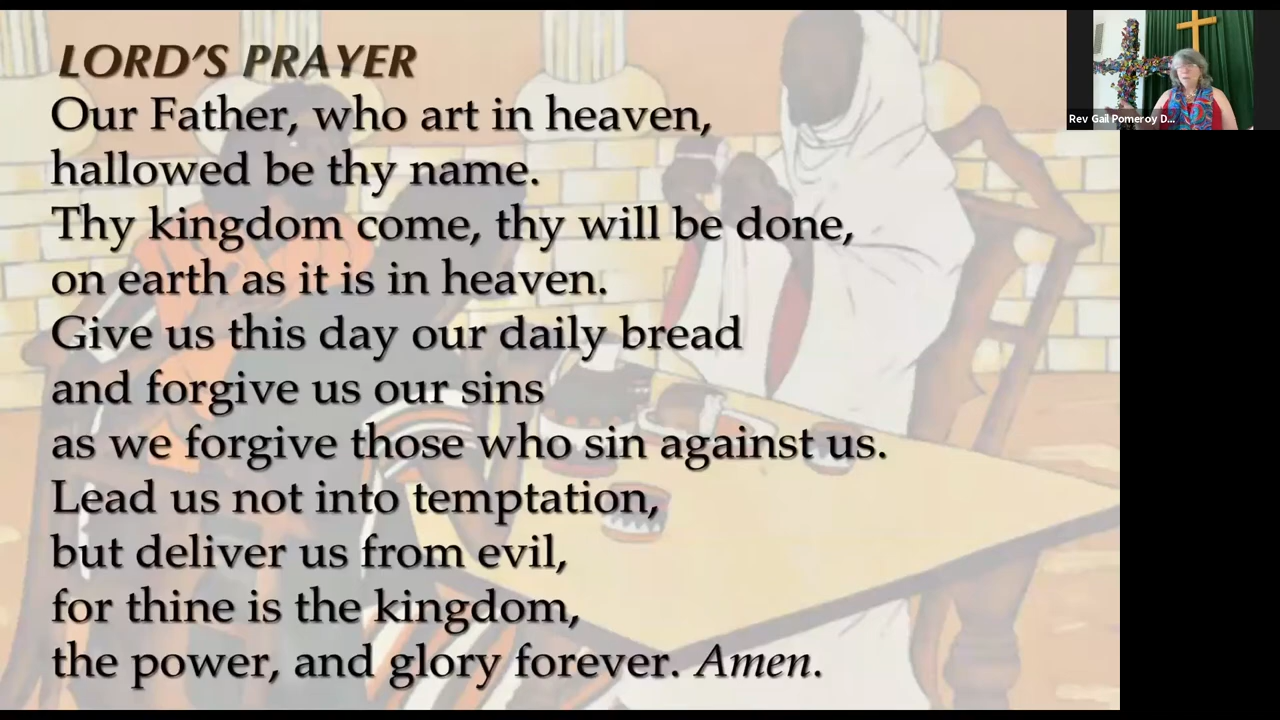 LORD'S PRAYER
Our Father, who art in heaven,
hallowed be thy name.
Thy kingdom come, thy will be done,
on earth as it is in heaven.
Give us this day our daily bread
and forgive us our sins
as we forgive those who sin against us.
Lead us not into temptation,
but deliver us from evil,
for thine is the kingdom,
the power, and glory forever. Amen.
Rev Gail Pomeroy D...